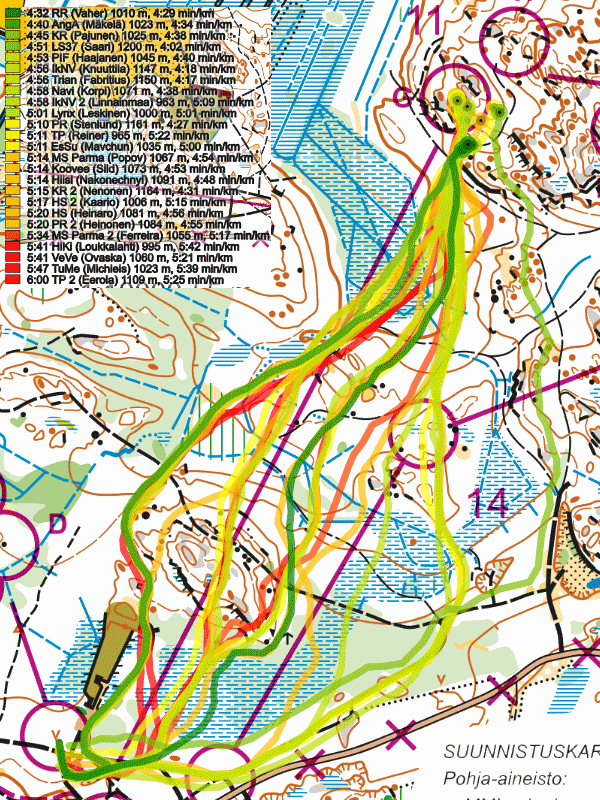 4:32 RR (Vaher) 1010 m, 4:29 min/km
4:40 AngA (Mäkelä) 1023 m, 4:34 min/km
4:45 KR (Pajunen) 1025 m, 4:38 min/km
4:51 LS37 (Saari) 1200 m, 4:02 min/km
4:53 PIF (Haajanen) 1045 m, 4:40 min/km
4:56 IkNV (Knuuttila) 1147 m, 4:18 min/km
4:56 Trian (Fabritius) 1150 m, 4:17 min/km
4:58 Navi (Korpi) 1071 m, 4:38 min/km
4:58 IkNV 2 (Linnainmaa) 963 m, 5:09 min/km
5:01 Lynx (Leskinen) 1000 m, 5:01 min/km
5:10 PR (Stenlund) 1161 m, 4:27 min/km
5:11 TP (Reiner) 965 m, 5:22 min/km
5:11 EsSu (Mavchun) 1035 m, 5:00 min/km
5:14 MS Parma (Popov) 1067 m, 4:54 min/km
5:14 Koovee (Sild) 1073 m, 4:53 min/km
5:14 Hiisi (Nakonechnyi) 1091 m, 4:48 min/km
5:15 KR 2 (Nenonen) 1164 m, 4:31 min/km
5:17 HS 2 (Kaario) 1006 m, 5:15 min/km
5:20 HS (Heinaro) 1081 m, 4:56 min/km
5:20 PR 2 (Heinonen) 1084 m, 4:55 min/km
5:34 MS Parma 2 (Ferreira) 1055 m, 5:17 min/km
5:41 HiKi (Loukkalahti) 995 m, 5:42 min/km
5:41 VeVe (Ovaska) 1060 m, 5:21 min/km
5:47 TuMe (Michiels) 1023 m, 5:39 min/km
6:00 TP 2 (Eerola) 1109 m, 5:25 min/km
11
C
14
D
SUUNNISTUSKAR
Pohja-aineisto: